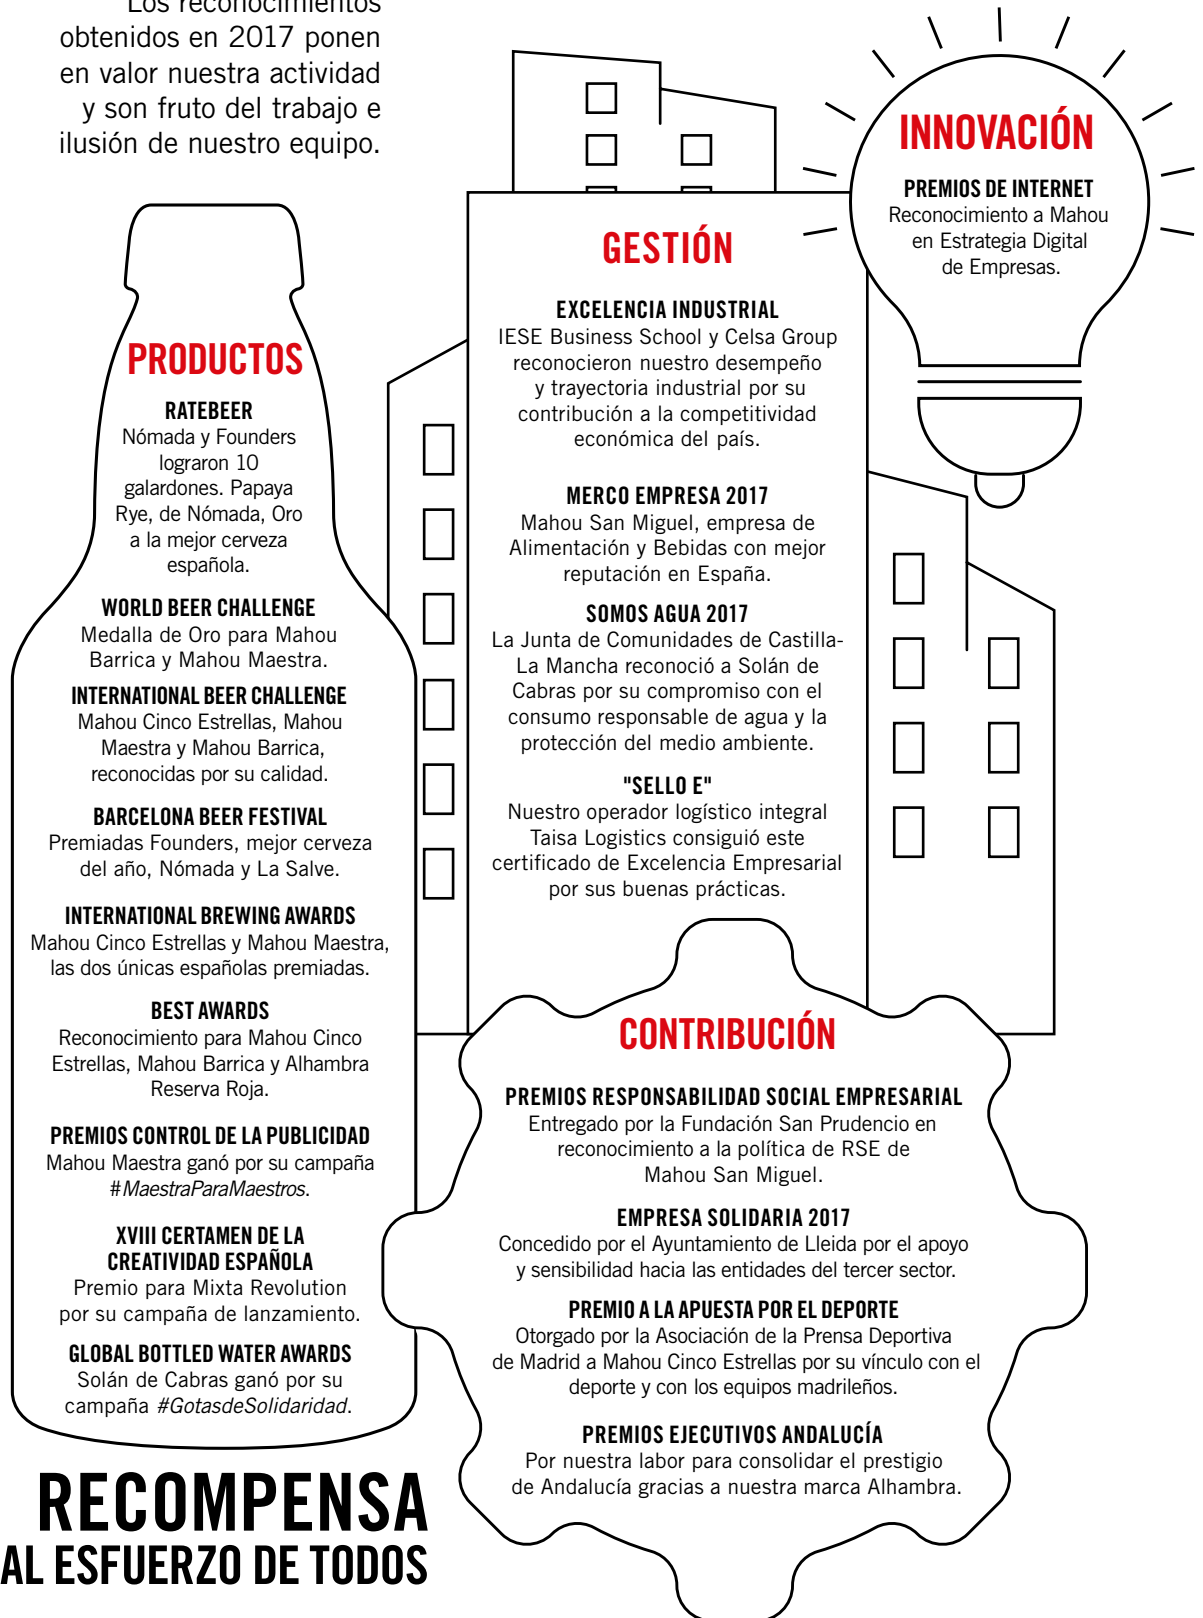 Los reconocimientos
obtenidos en 2017 ponen
en valor nuestra actividad
y son fruto del trabajo e
ilusión de nuestro equipo.
PRODUCTOS
RATEBEER
Nómada y Founders
lograron 10
galardones. Papaya
Rye, de Nómada, Oro
a la mejor cerveza
española.
WORLD BEER CHALLENGE
Medalla de Oro para Mahou
Barrica y Mahou Maestra.
INTERNATIONAL BEER CHALLENGE
Mahou Cinco Estrellas, Mahou
Maestra y Mahou Barrica,
reconocidas por su calidad.
BARCELONA BEER FESTIVAL
Premiadas Founders, mejor cerveza
del año, Nómada y La Salve.
INTERNATIONAL BREWING AWARDS
Mahou Cinco Estrellas y Mahou Maestra,
las dos únicas españolas premiadas.
BEST AWARDS
Reconocimiento para Mahou Cinco
Estrellas, Mahou Barrica y Alhambra
Reserva Roja.
PREMIOS CONTROL DE LA PUBLICIDAD
Mahou Maestra ganó por su campaña
#MaestraParaMaestros.
XVIII CERTAMEN DE LA
CREATIVIDAD ESPAÑOLA
Premio para Mixta Revolution
por su campaña de lanzamiento.
GLOBAL BOTTLED WATER AWARDS
Solán de Cabras ganó por su
campaña #GotasdeSolidaridad.
GESTIÓN
EXCELENCIA INDUSTRIAL
IESE Business School y Celsa Group
reconocieron nuestro desempeño
y trayectoria industrial por su
contribución a la competitividad
económica del país.
MERCO EMPRESA 2017
Mahou San Miguel, empresa de
Alimentación y Bebidas con mejor
reputación en España.
SOMOS AGUA 2017
La Junta de Comunidades de Castilla-
La Mancha reconoció a Solán de
Cabras por su compromiso con el
consumo responsable de agua y la
protección del medio ambiente.
"SELLO E"
Nuestro operador logístico integral
Taisa Logistics consiguió este
certificado de Excelencia Empresarial
por sus buenas prácticas.
INNOVACIÓN
PREMIOS DE INTERNET
Reconocimiento a Mahou
en Estrategia Digital
de Empresas.
CONTRIBUCIÓN
PREMIOS RESPONSABILIDAD SOCIAL EMPRESARIAL
Entregado por la Fundación San Prudencio en
reconocimiento a la política de RSE de
Mahou San Miguel.
EMPRESA SOLIDARIA 2017
Concedido por el Ayuntamiento de Lleida por el apoyo
y sensibilidad hacia las entidades del tercer sector.
PREMIO A LA APUESTA POR EL DEPORTE
Otorgado por la Asociación de la Prensa Deportiva
de Madrid a Mahou Cinco Estrellas por su vínculo con el
deporte y con los equipos madrileños.
PREMIOS EJECUTIVOS ANDALUCÍA
Por nuestra labor para consolidar el prestigio
de Andalucía gracias a nuestra marca Alhambra.
RECOMPENSA
AL ESFUERZO DE TODOS